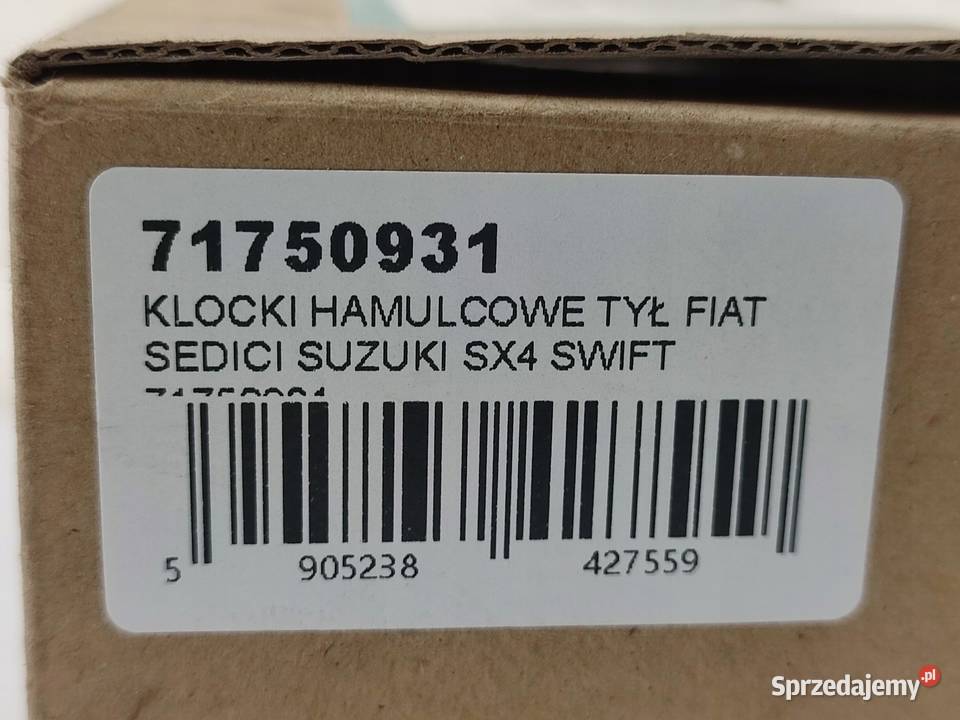 71750931
KLOCKI HAMULCOWE TYŁ FIAT
SEDICI SUZUKI SX4 SWIFT
5 905238 427559
Sprzedajemy.pl